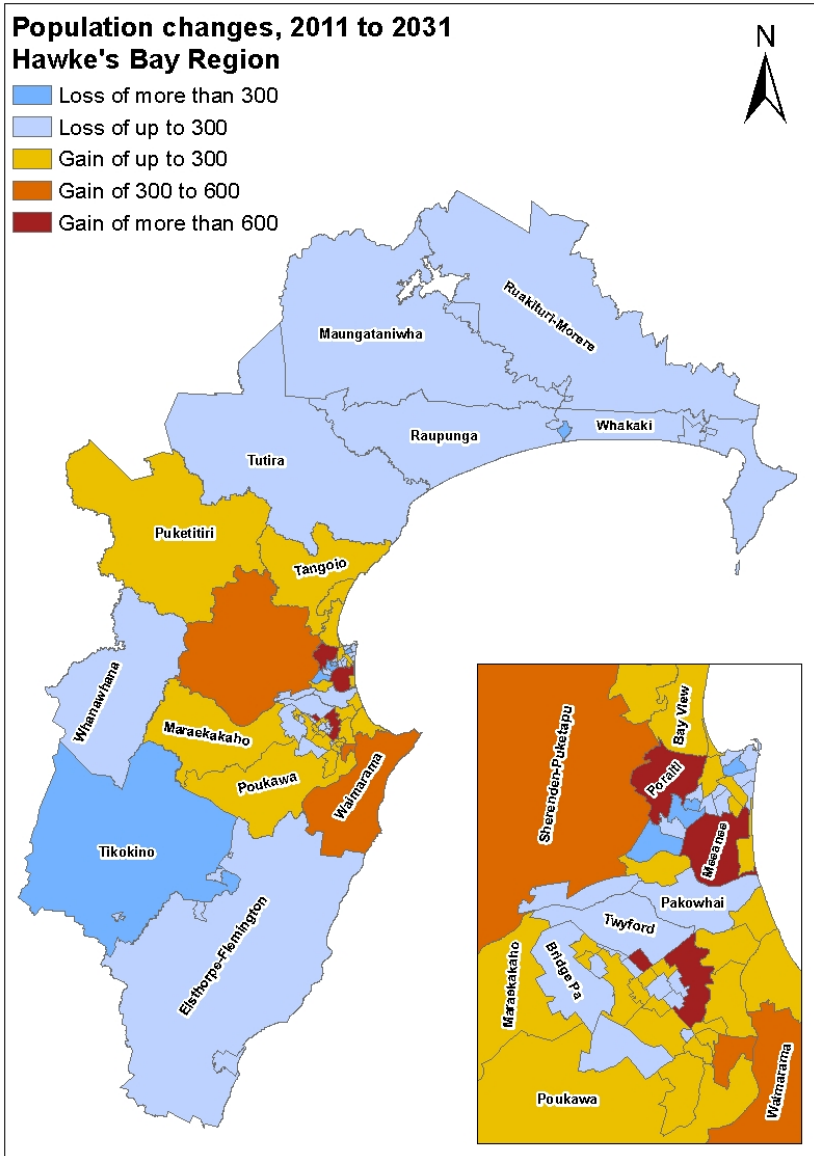 Population changes, 2011 to 2031
Hawke's Bay Region
Loss of more than 300
Loss of up to 300
Gain of up to 300
Gain of 300 to 600
Gain of more than 600
N
Ruakituri-Morere
Maungataniwha
Whakaki
Raupunga
Tutira
Puketitiri
Tangoio
Whanawhana
Maraekakaho
Poukawa
Waimarama
Tikokino
Elsthorpe-Flemington
Bay View
Sherenden-Puketapu
Poraiti
Meeanee
Pakowhai
Twyford
Bridge Pa
Maraekakaho
Poukawa
Waimarama